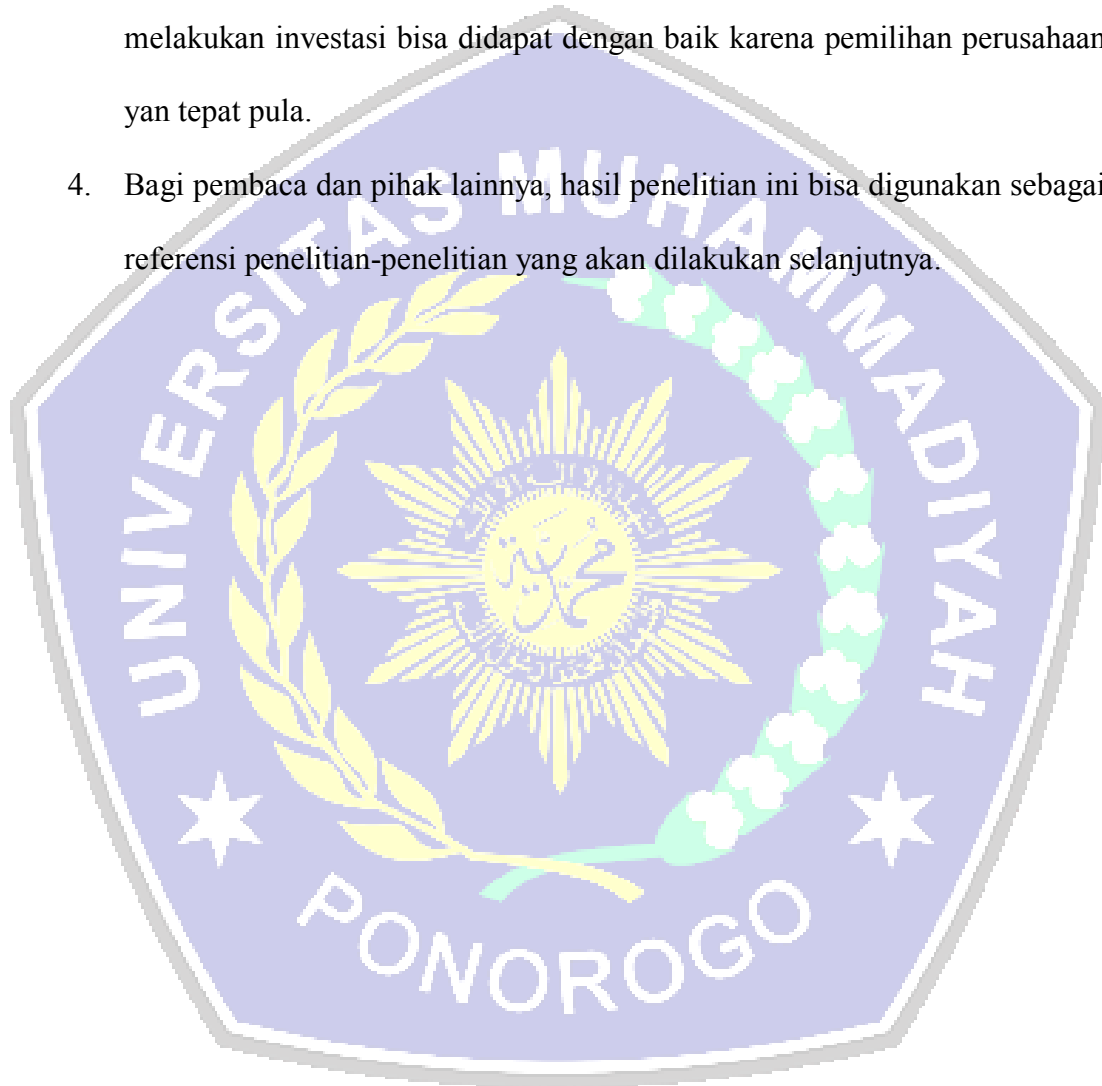 melakukan investasi bisa didapat dengan baik karena pemilihan perusahaan
yan tepat pula.
4. Bagi pembaca dan pihak lainnya, hasil penelitian ini bisa digunakan sebagai
referensi penelitian-penelitian yang akan dilakukan selanjutnya.
UNIVERSITAS MUHAMMADIYAH
PONOROGO